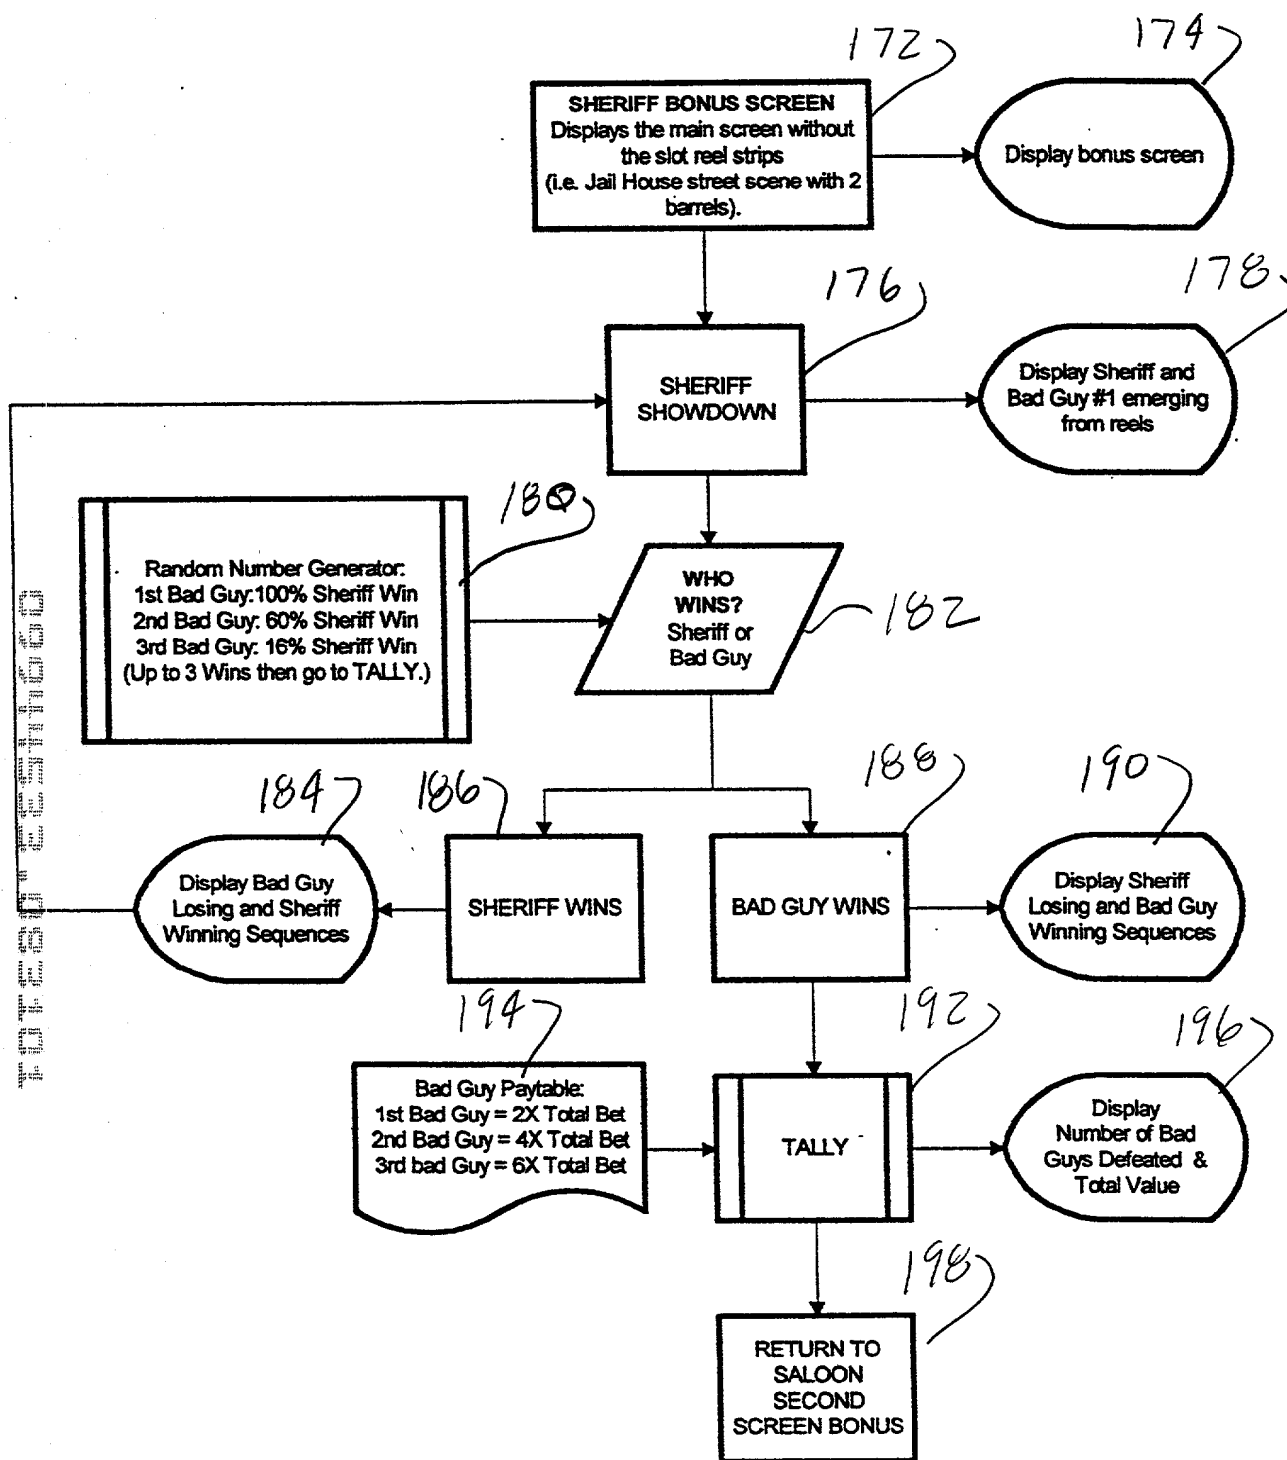 172
174
SHERIFF BONUS SCREEN
Displays the main screen without
the slot reel strips
(i.e. Jail House street scene with 2
barrels).
Display bonus screen
176
178
SHERIFF
SHOWDOWN
Display Sheriff and
Bad Guy #1 emerging
from reels
180
Random Number Generator:
1st Bad Guy:100% Sheriff Win
2nd Bad Guy: 60% Sheriff Win
3rd Bad Guy: 16% Sheriff Win
(Up to 3 Wins then go to TALLY.)
WHO
WINS?
Sheriff or
Bad Guy
182
184
186
188
190
Display Bad Guy
Losing and Sheriff
Winning Sequences
SHERIFF WINS
BAD GUY WINS
Display Sheriff
Losing and Bad Guy
Winning Sequences
194
192
196
Bad Guy Paytable:
1st Bad Guy = 2X Total Bet
2nd Bad Guy = 4X Total Bet
3rd bad Guy = 6X Total Bet
TALLY
Display
Number of Bad
Guys Defeated &
Total Value
198
RETURN TO
SALOON
SECOND
SCREEN BONUS